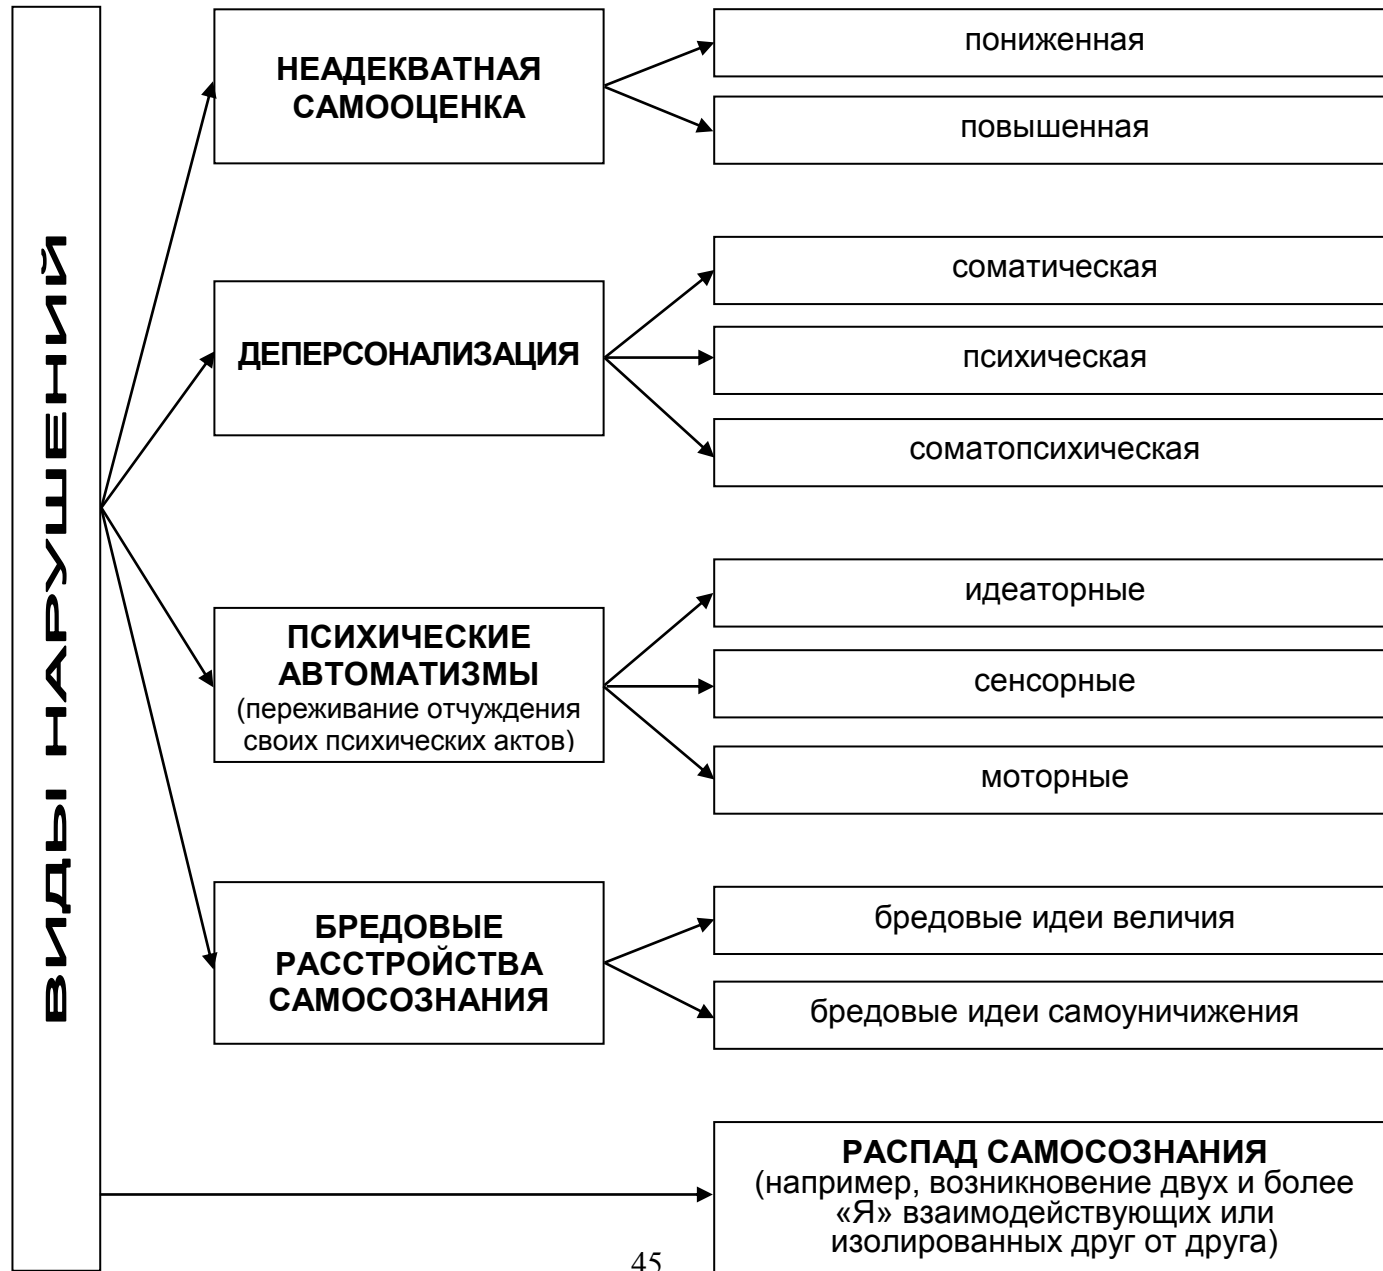 ВИДЫ НАРУШЕНИЙ
НЕАДЕКВАТНАЯ
САМООЦЕНКА
пониженная
повышенная
ДЕПЕРСОНАЛИЗАЦИЯ
соматическая
психическая
соматопсихическая
ПСИХИЧЕСКИЕ
АВТОМАТИЗМЫ
(переживание отчуждения
своих психических актов)
идеаторные
сенсорные
моторные
БРЕДОВЫЕ
РАССТРОЙСТВА
САМОСОЗНАНИЯ
бредовые идеи величия
бредовые идеи самоуничижения
РАСПАД САМОСОЗНАНИЯ
(например, возникновение двух и более
«Я» взаимодействующих или
изолированных друг от друга)
45